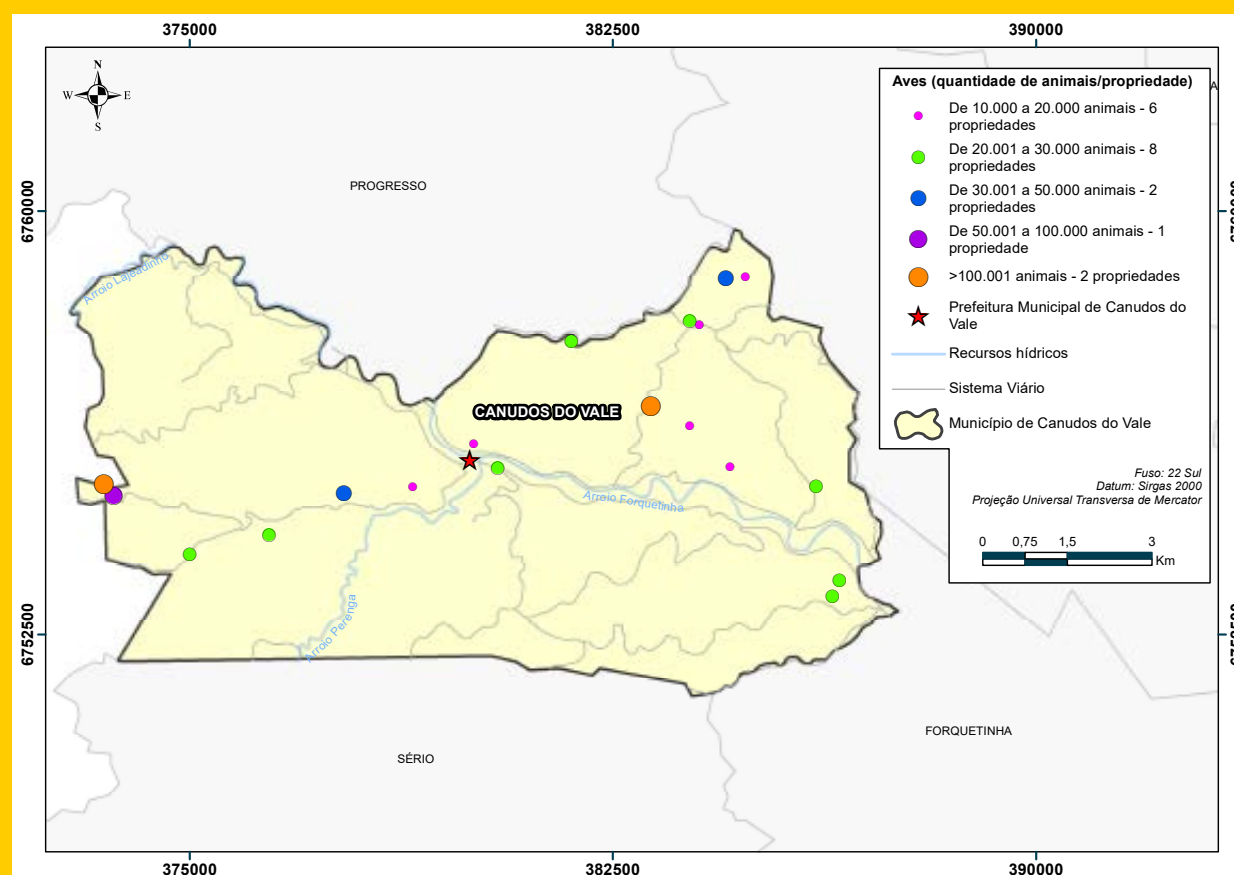 375000
382500
390000
N
W E
S
Aves (quantidade de animais/propriedade)
De 10.000 a 20.000 animais - 6
propriedades
De 20.001 a 30.000 animais - 8
propriedades
De 30.001 a 50.000 animais - 2
propriedades
De 50.001 a 100.000 animais - 1
propriedade
>100.001 animais - 2 propriedades
Prefeitura Municipal de Canudos do
Vale
Recursos hídricos
Sistema Viário
Município de Canudos do Vale
Fuso: 22 Sul
Datum: Sirgas 2000
Projeção Universal Transversa de Mercator
0 0,75 1,5 3
Km
A
PROGRESSO
6760000
6760000
Arroio Lajeadinho
CANUDOS DO VALE
Arroio Forquetinha
Arroio Perenga
6752500
6752500
FORQUETINHA
SÉRIO
375000
382500
390000